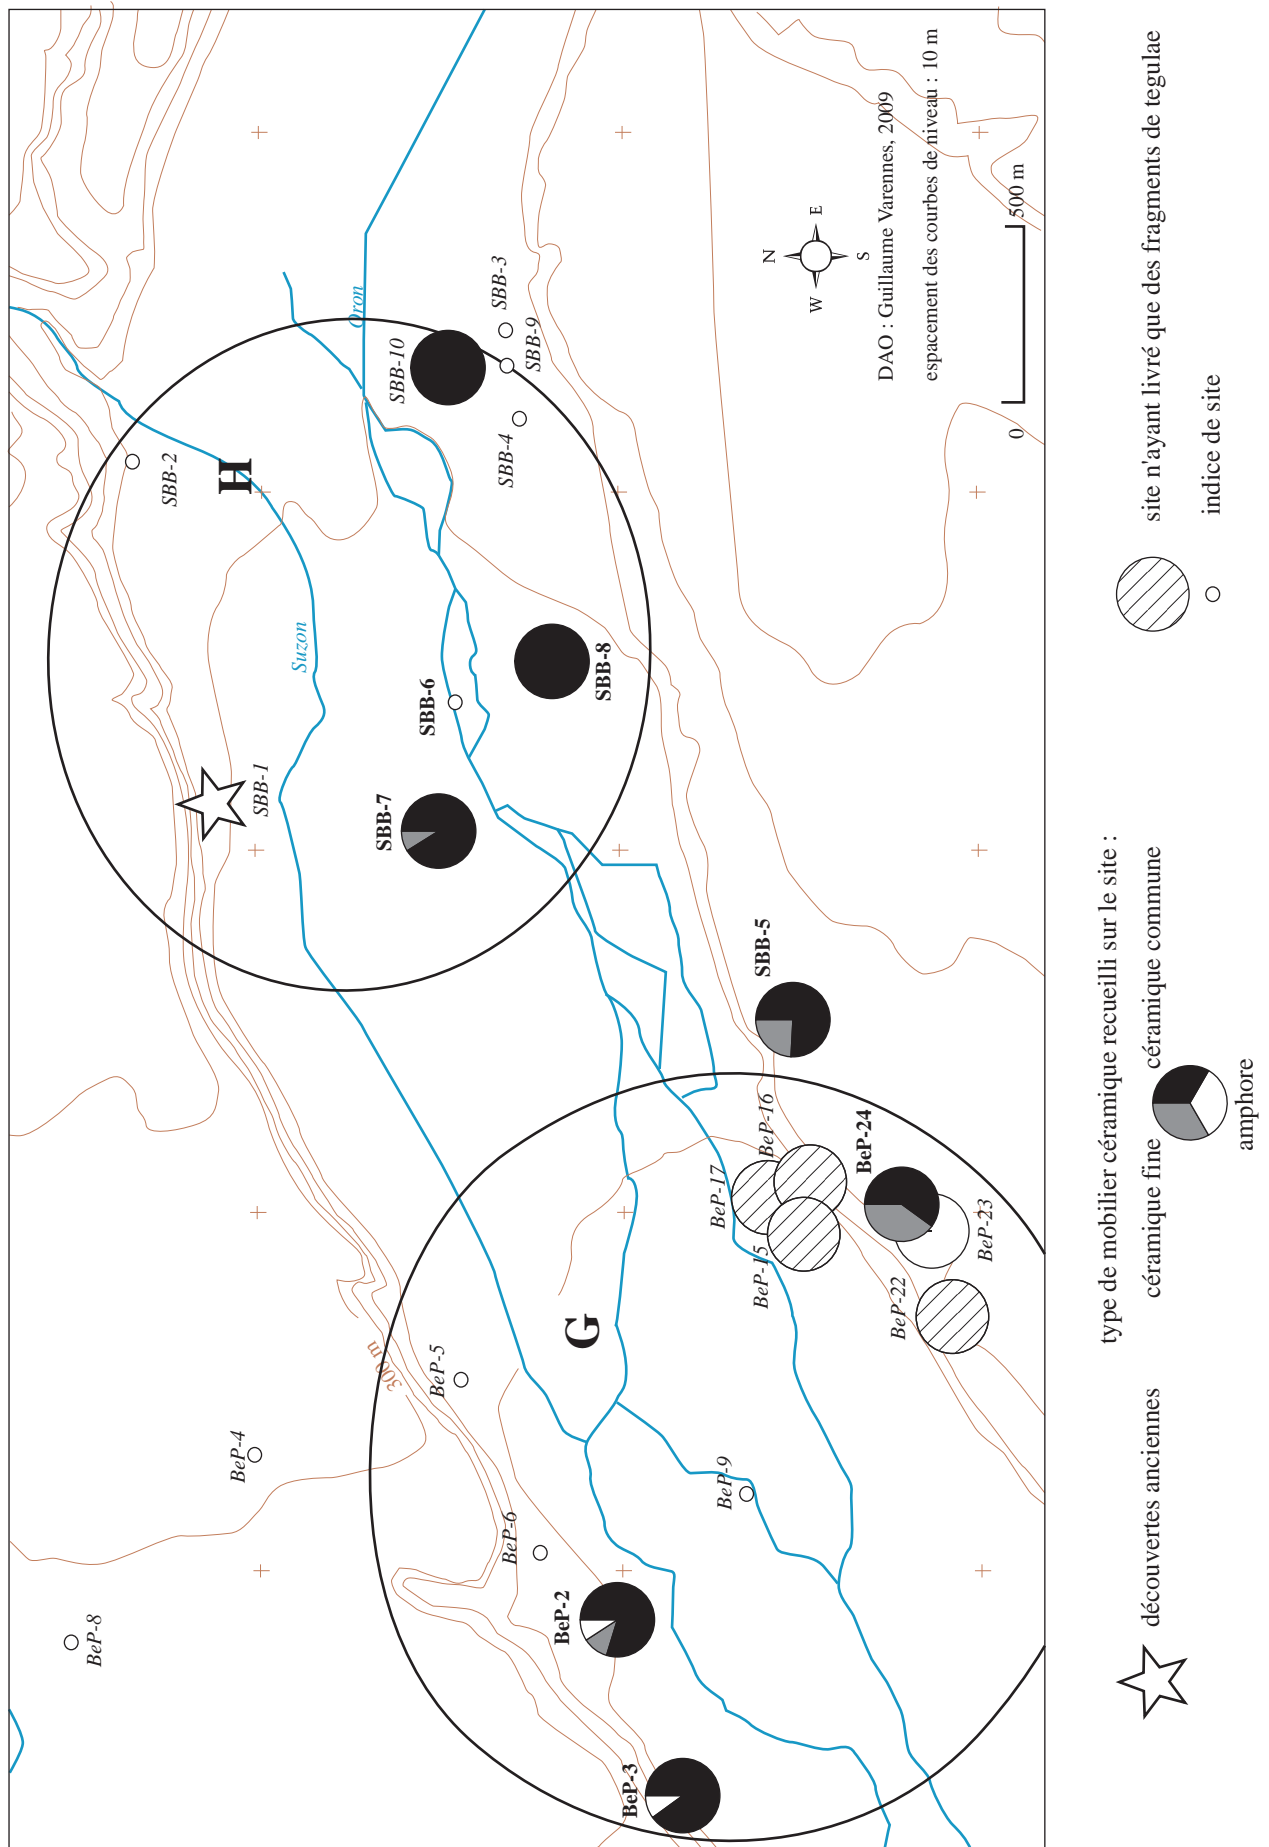 BeP-8
BeP-4
SBB-1
SBB-2
H
Suzon
Oron
300 m
BeP-5
BeP-6
BeP-2
BeP-3
BeP-9
G
SBB-7
SBB-6
SBB-8
SBB-10
SBB-4
SBB-9
SBB-3
SBB-5
BeP-17
BeP-16
BeP-15
BeP-24
BeP-23
BeP-22
N
W
E
S
DAO : Guillaume Varennes, 2009
espacement des courbes de niveau : 10 m
0
500 m
découvertes anciennes
type de mobilier céramique recueilli sur le site :
céramique fine
céramique commune
amphore
site n'ayant livré que des fragments de tegulae
indice de site